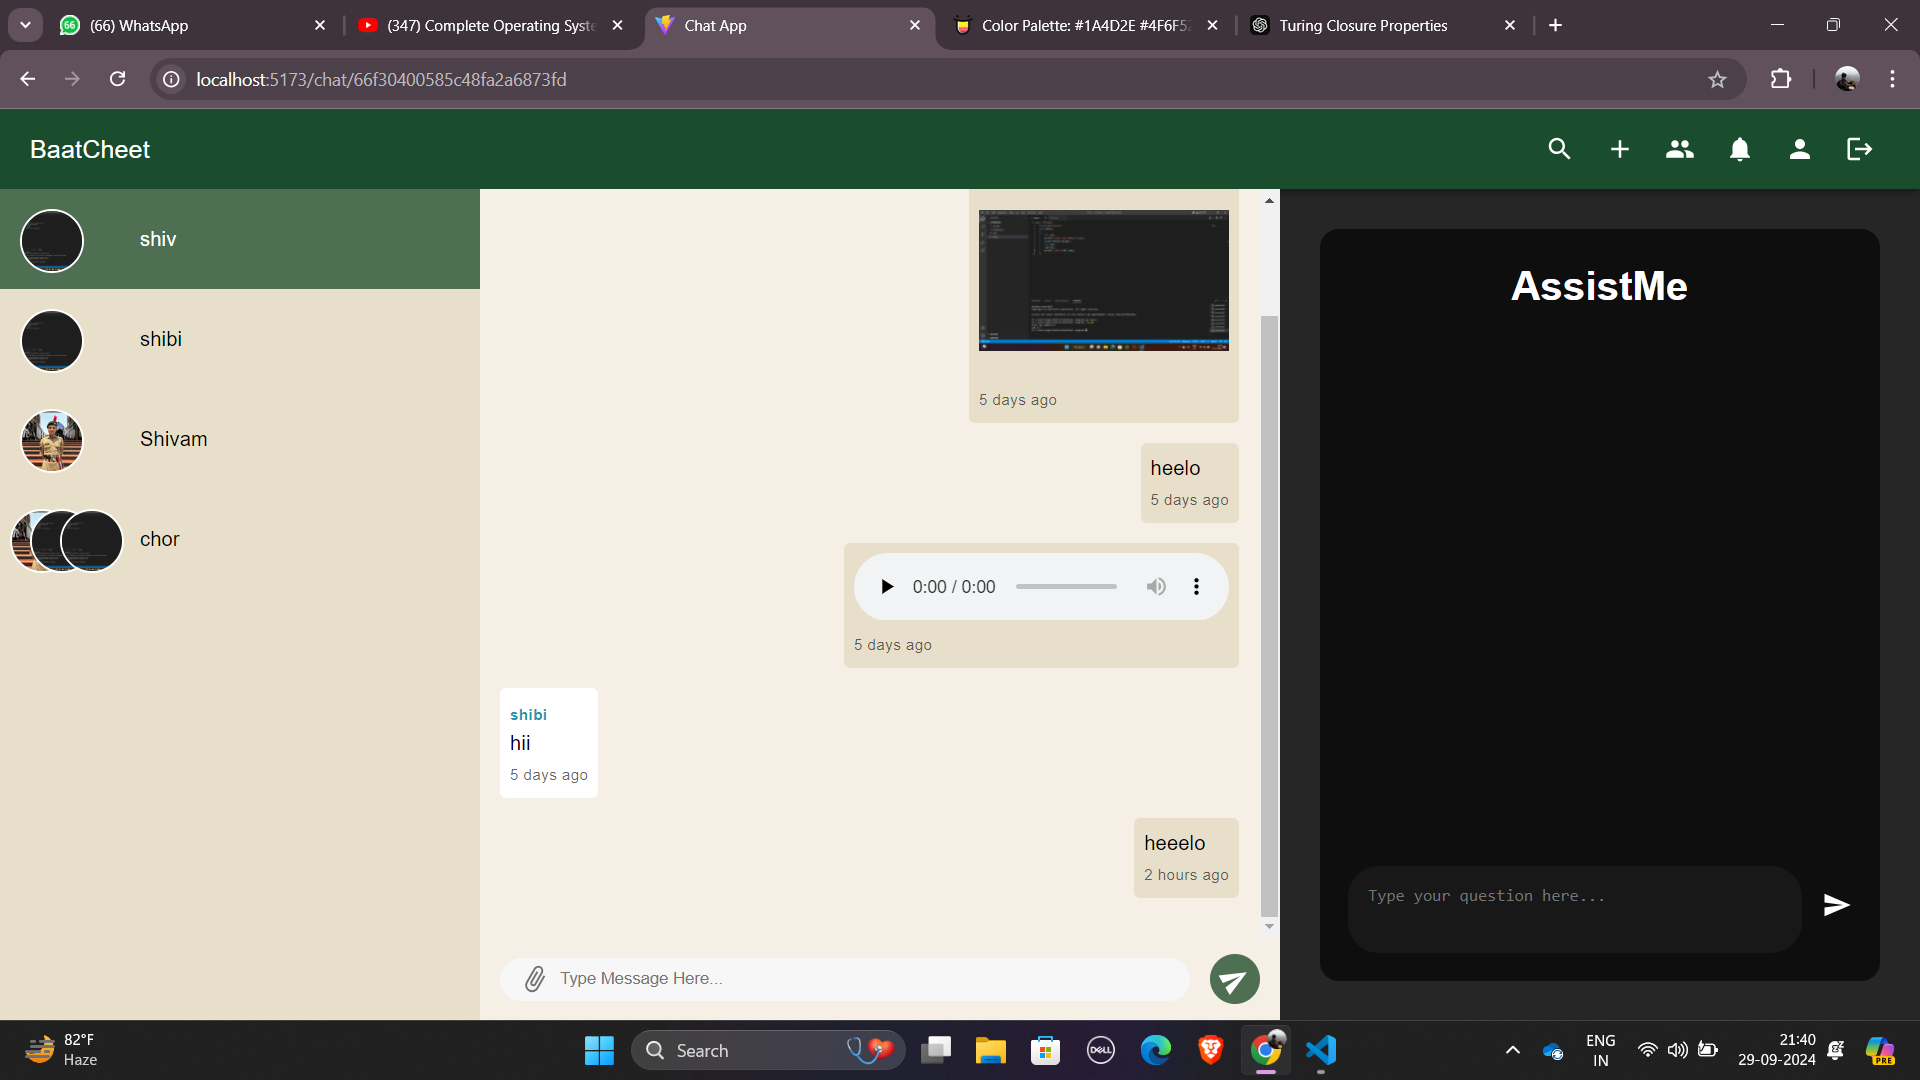 (66) WhatsApp
(347) Complete Operating Syste
Chat App
Color Palette: #1A4D2E #4F6F52
Turing Closure Properties
localhost:5173/chat/66f30400585c48fa2a6873fd
BaatCheet
shiv
shibi
Shivam
chor
5 days ago
heelo
5 days ago
0:00 / 0:00
5 days ago
shibi
hii
5 days ago
heeelo
2 hours ago
Type Message Here...
AssistMe
Type your question here...
82°F
Haze
Search
DELL
PRE
ENG
IN
21:40
29-09-2024